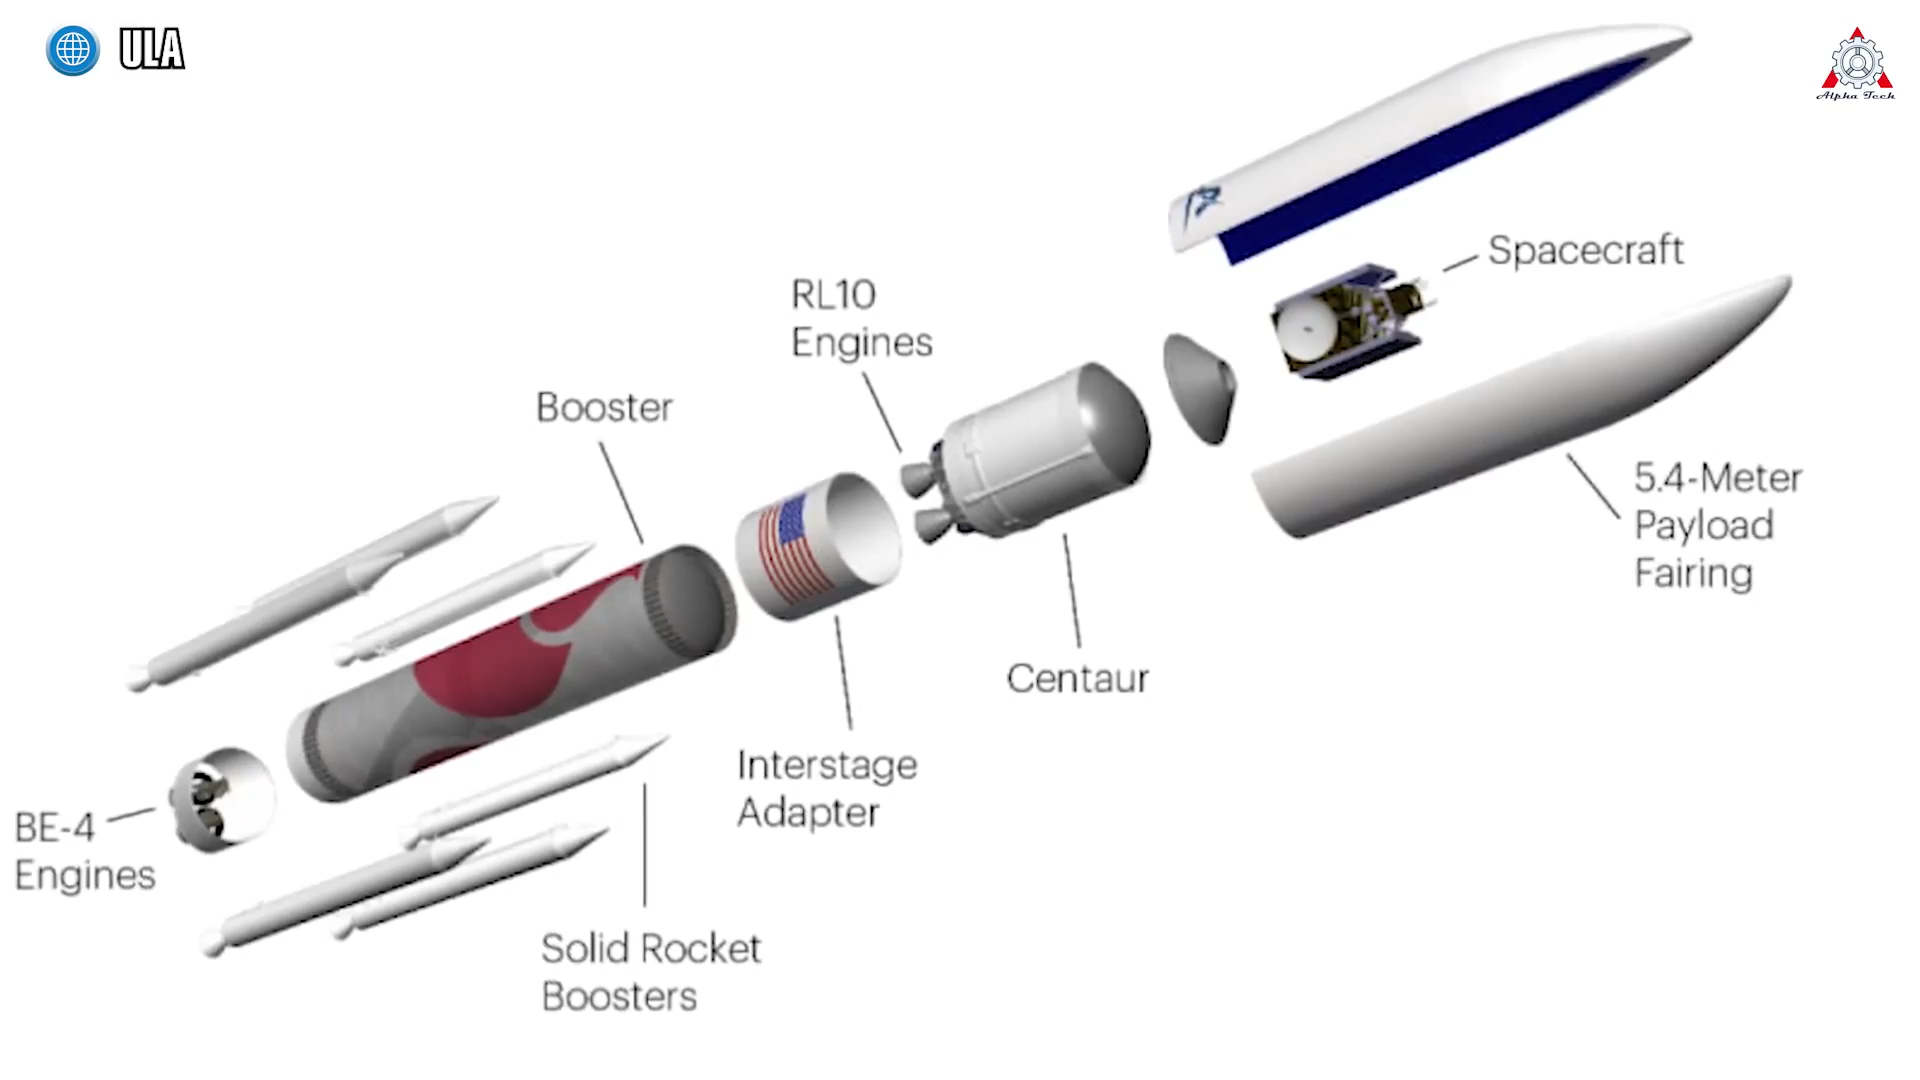 ULA
Alpha Tech
Spacecraft
RL10
Engines
Booster
5.4-Meter
Payload
Fairing
Centaur
Interstage
Adapter
BE-4
Engines
Solid Rocket
Boosters